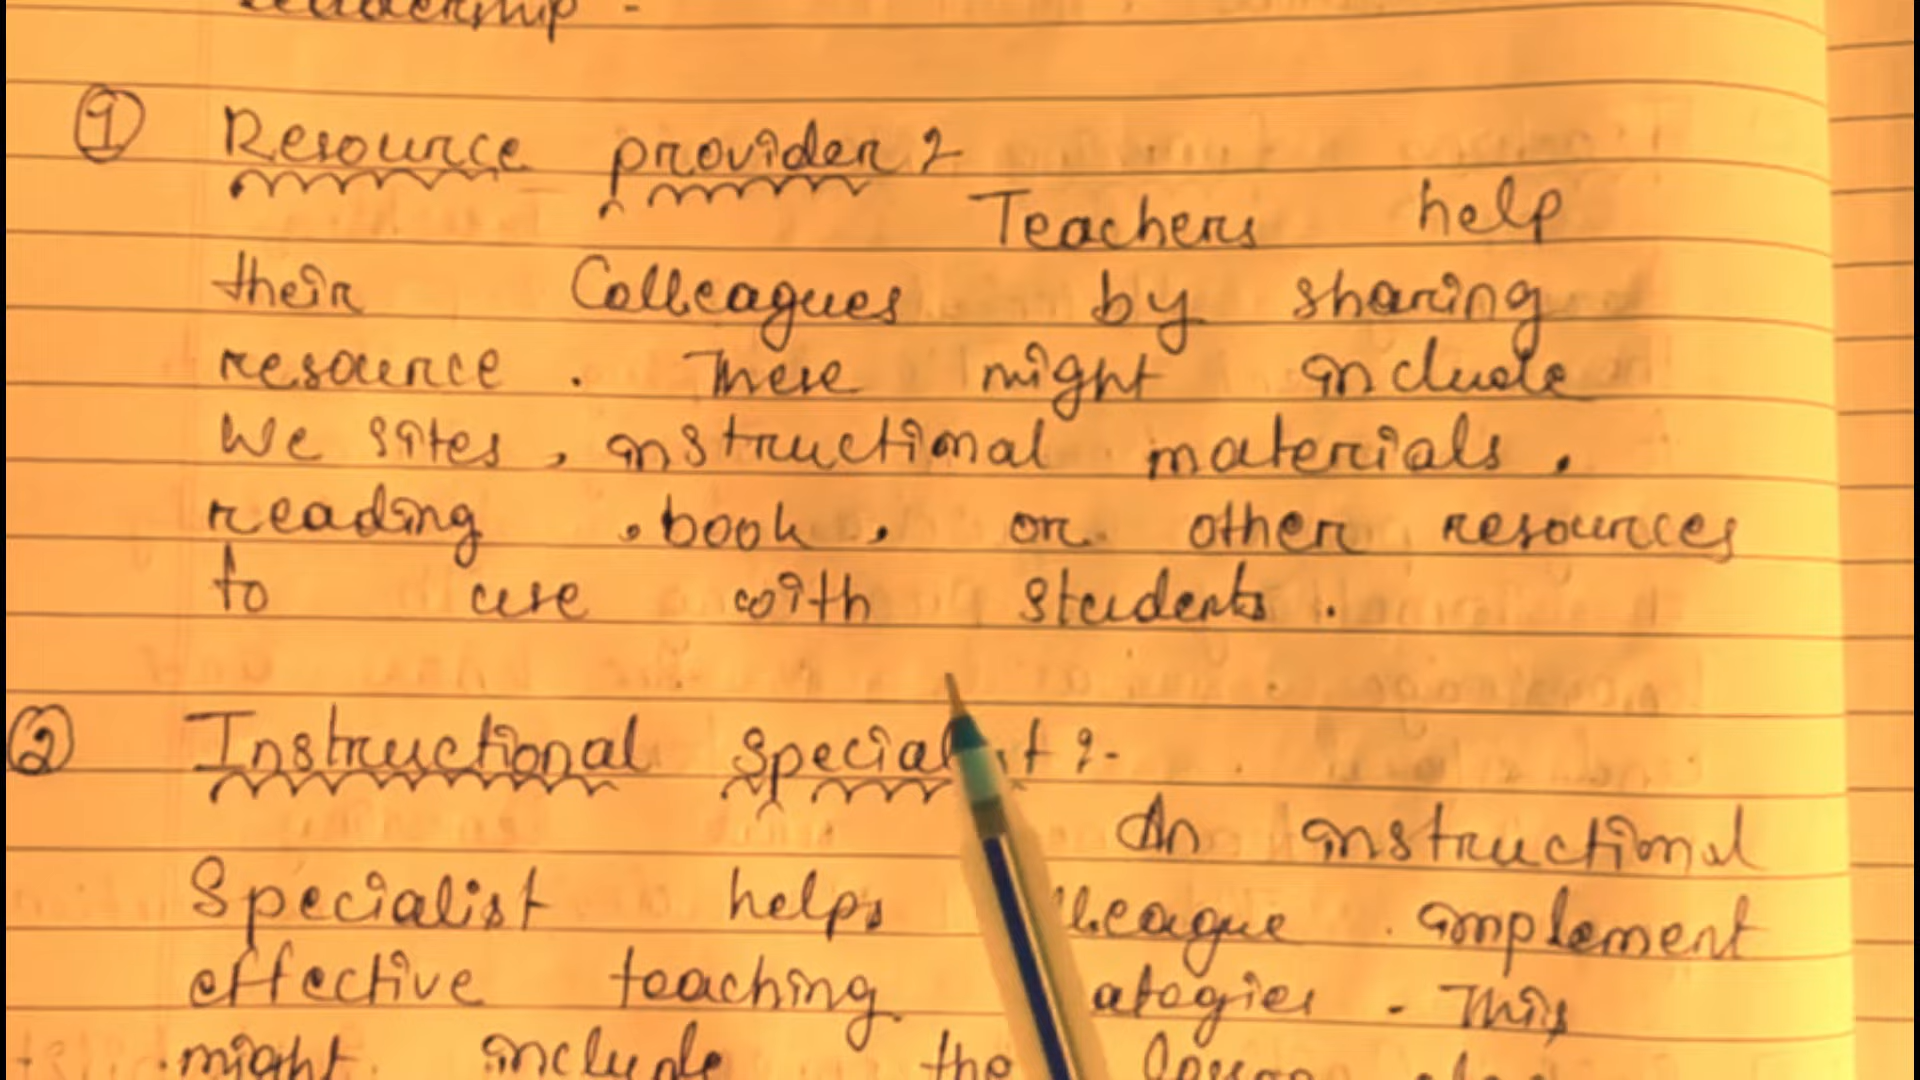 leadership -
① Resource provider :-
Teachers help
their Colleagues by sharing
resource . These might include
We sites , instructional materials ,
reading , book , or other resources
to use with students .
② Instructional Specialist :-
An instructional
Specialist helps implement
effective teaching - This
might include the lesson